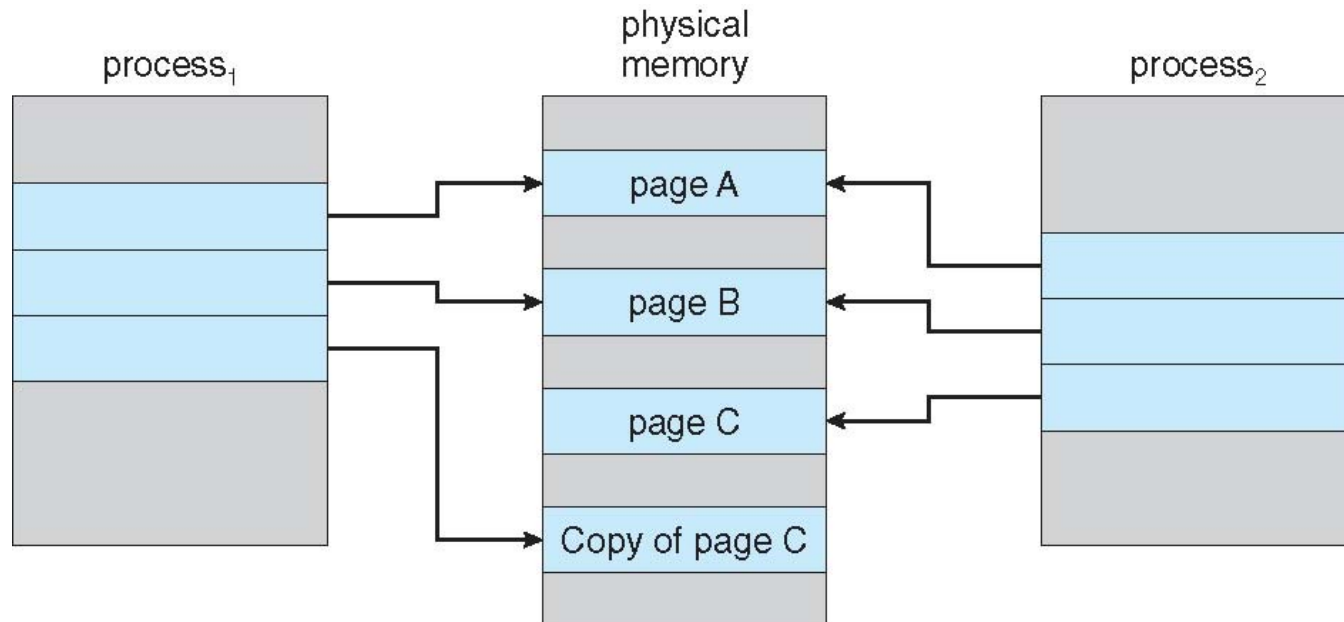 process₁
physical
memory
process₂
page A
page B
page C
Copy of page C